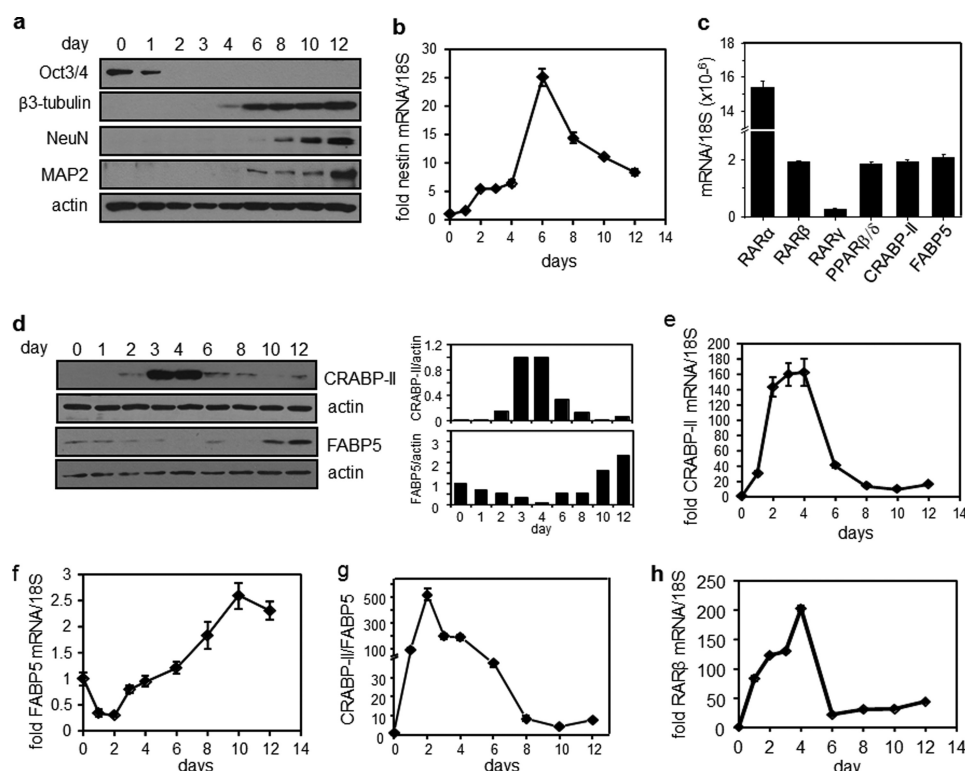 a
day 0 1 2 3 4 6 8 10 12
Oct3/4
β3-tubulin
NeuN
MAP2
actin
b
fold nestin mRNA/18S
30
25
20
15
10
5
0
0 2 4 6 8 10 12 14
days
c
mRNA/18S (x10⁻⁶)
16
14
4
2
0
RARα
RARβ
RARγ
PPARβ/δ
CRABP-II
FABP5
d
day 0 1 2 3 4 6 8 10 12
CRABP-II
actin
FABP5
actin
CRABP-II/actin
1.2
0.8
0.4
0
FABP5/actin
3
2
1
0
0 1 2 3 4 6 8 10 12
day
e
fold CRABP-II mRNA/18S
200
180
160
140
120
100
80
60
40
20
0
0 2 4 6 8 10 12 14
days
f
fold FABP5 mRNA/18S
3
2.5
2
1.5
1
0.5
0
0 2 4 6 8 10 12 14
days
g
CRABP-II/FABP5
500
300
100
30
20
10
0
0 2 4 6 8 10 12
days
h
fold RARβ mRNA/18S
250
200
150
100
50
0
0 2 4 6 8 10 12 14
day